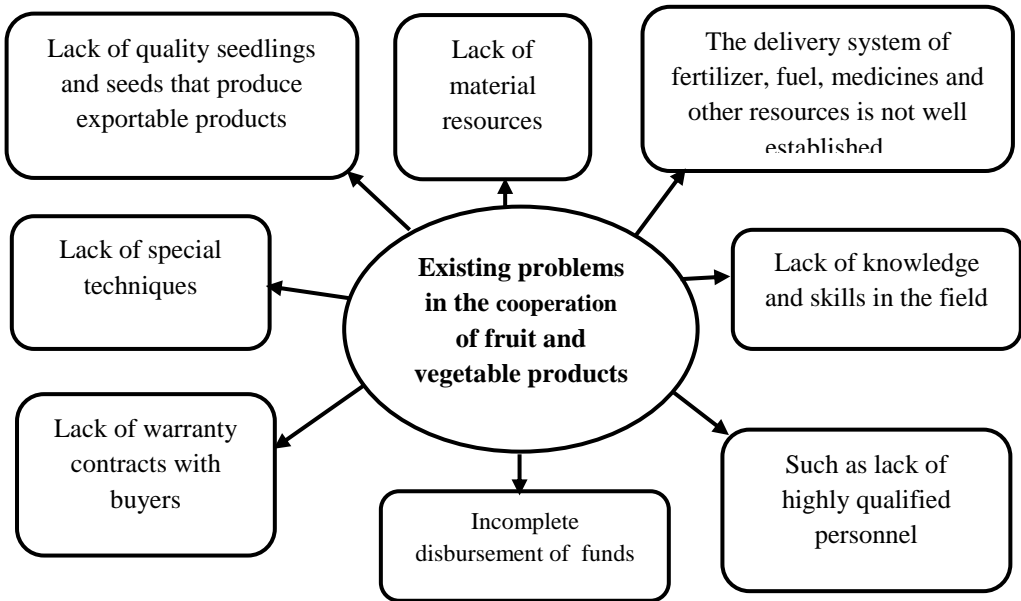 Lack of quality seedlings
and seeds that produce
exportable products
Lack of
material
resources
The delivery system of
fertilizer, fuel, medicines and
other resources is not well
established
Lack of special
techniques
Existing problems
in the cooperation
of fruit and
vegetable products
Lack of knowledge
and skills in the field
Lack of warranty
contracts with
buyers
Incomplete
disbursement of funds
Such as lack of
highly qualified
personnel